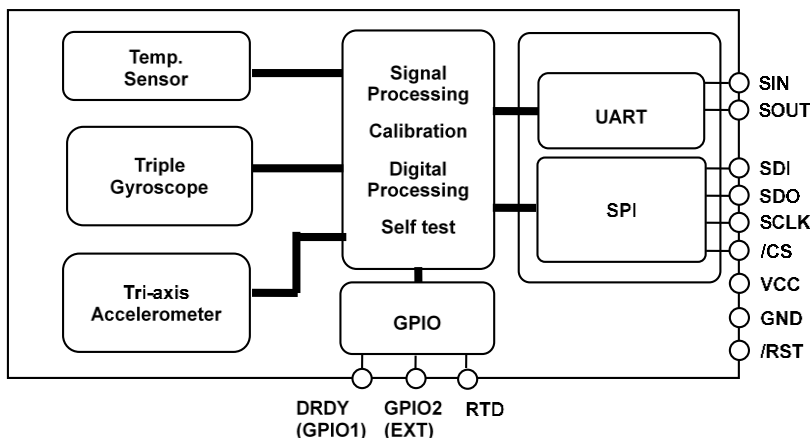 Temp.
Sensor
Triple
Gyroscope
Tri-axis
Accelerometer
Signal
Processing
Calibration
Digital
Processing
Self test
GPIO
UART
SPI
SIN
SOUT
SDI
SDO
SCLK
/CS
VCC
GND
/RST
DRDY
(GPIO1)
GPIO2
(EXT)
RTD